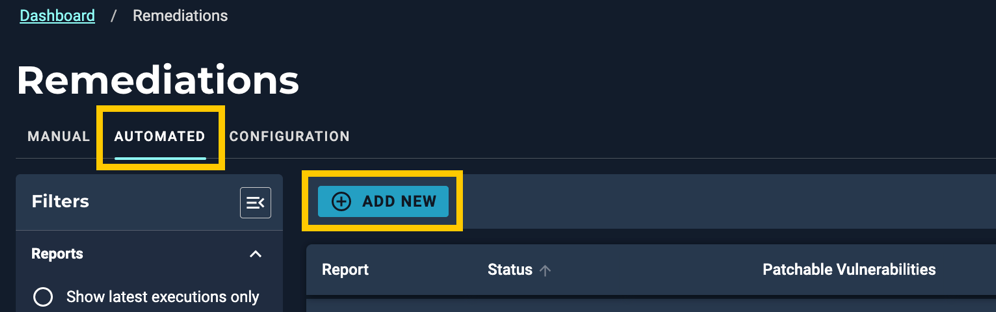 Dashboard / Remediations
Remediations
MANUAL AUTOMATED CONFIGURATION
Filters
ADD NEW
Reports
Report Status Patchable Vulnerabilities
Show latest executions only